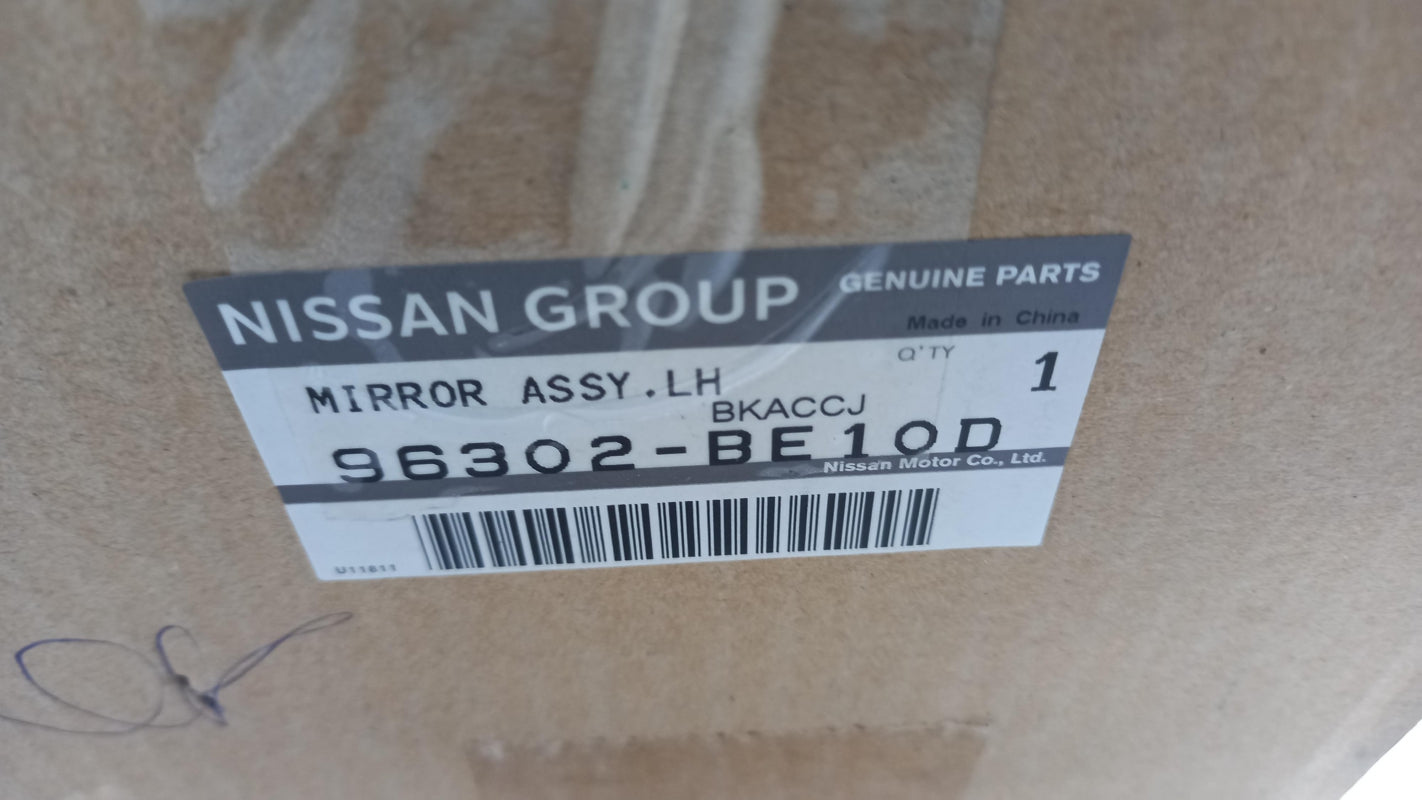 NISSAN GROUP GENUINE PARTS
Made in China
Q'TY 1
MIRROR ASSY.LH
BKACCJ
96302-BE10D
Nissan Motor Co., Ltd.
U11611